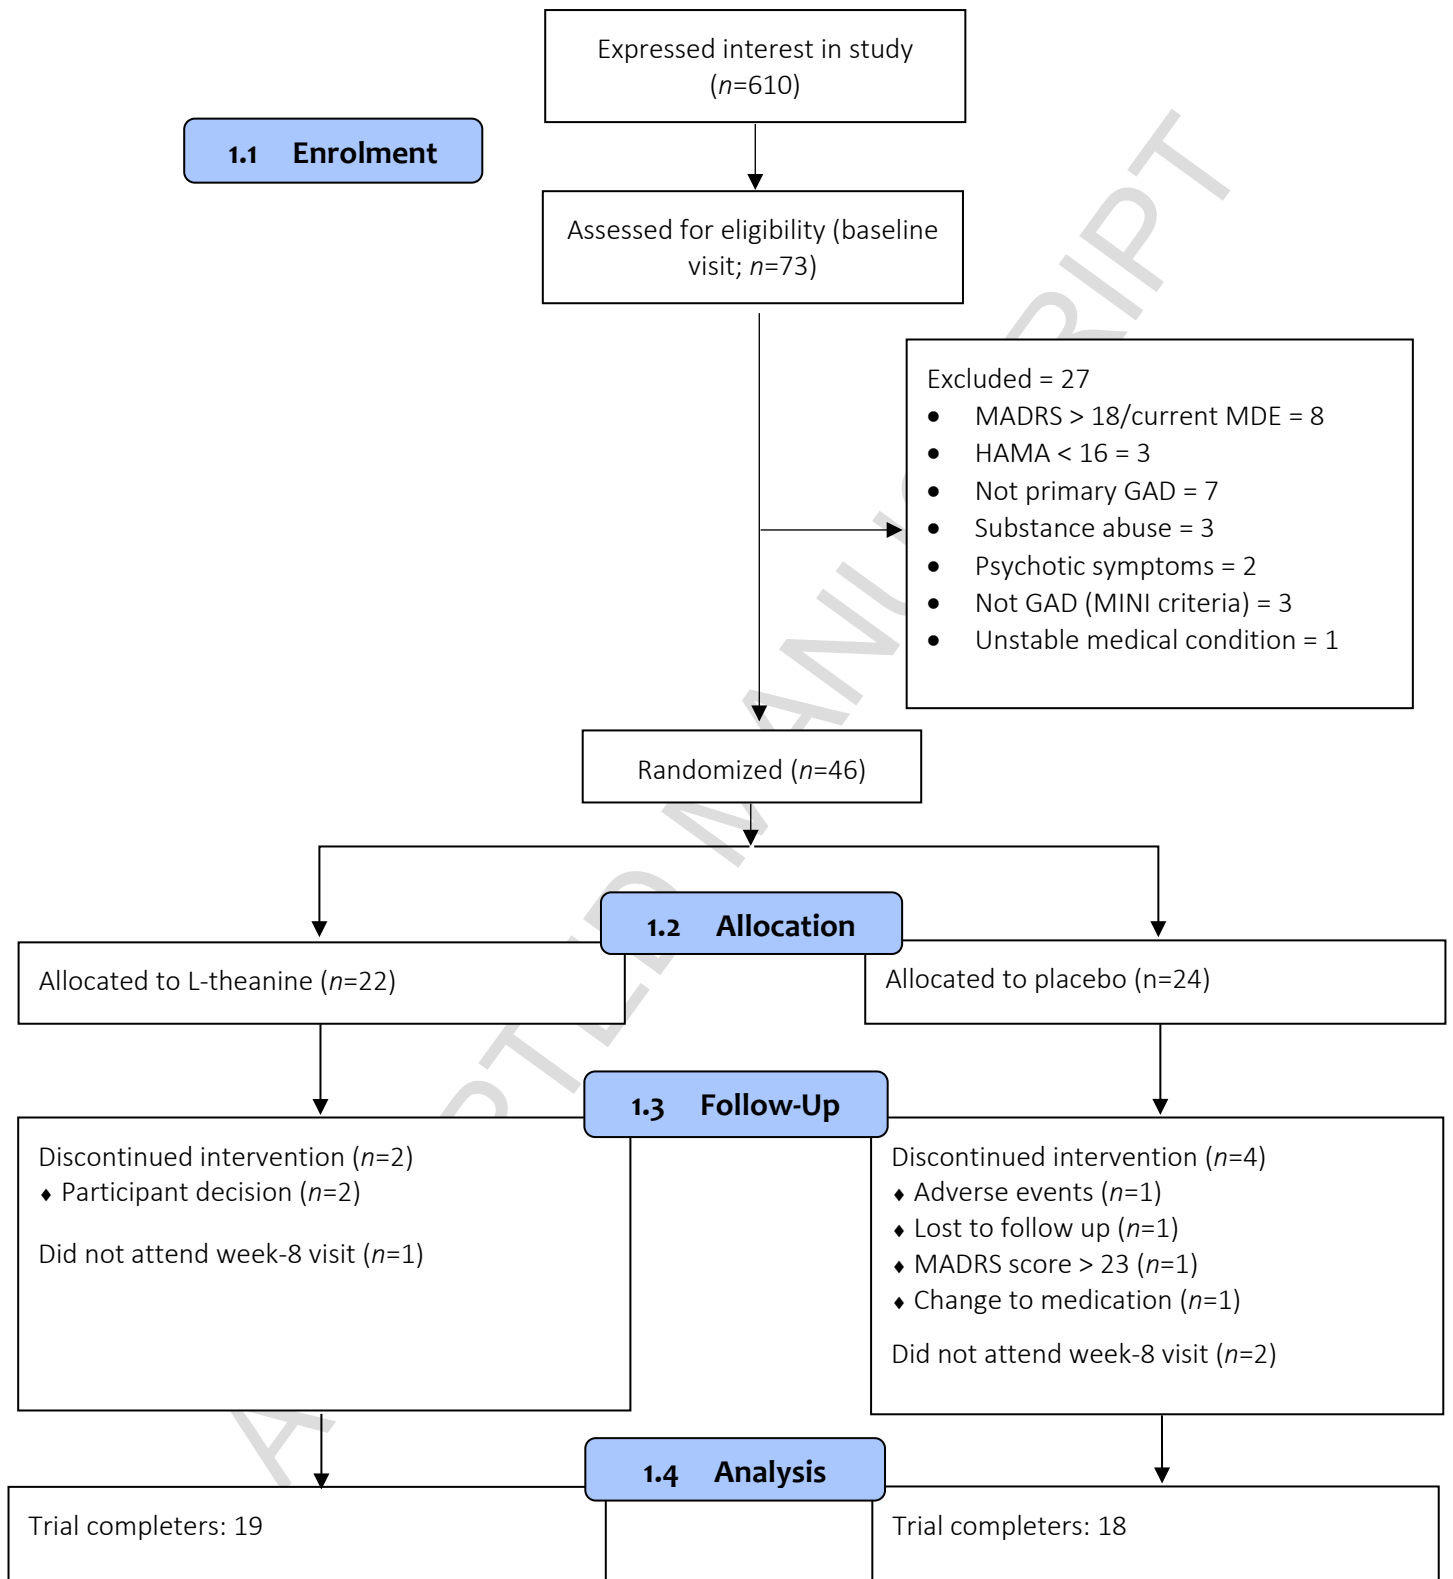 Expressed interest in study
(n=610)
1.1 Enrolment
Assessed for eligibility (baseline
visit; n=73)
Excluded = 27
• MADRS > 18/current MDE = 8
• HAMA < 16 = 3
• Not primary GAD = 7
• Substance abuse = 3
• Psychotic symptoms = 2
• Not GAD (MINI criteria) = 3
• Unstable medical condition = 1
Randomized (n=46)
1.2 Allocation
Allocated to L-theanine (n=22)
Allocated to placebo (n=24)
1.3 Follow-Up
Discontinued intervention (n=2)
♦ Participant decision (n=2)
Did not attend week-8 visit (n=1)
Discontinued intervention (n=4)
♦ Adverse events (n=1)
♦ Lost to follow up (n=1)
♦ MADRS score > 23 (n=1)
♦ Change to medication (n=1)
Did not attend week-8 visit (n=2)
1.4 Analysis
Trial completers: 19
Trial completers: 18